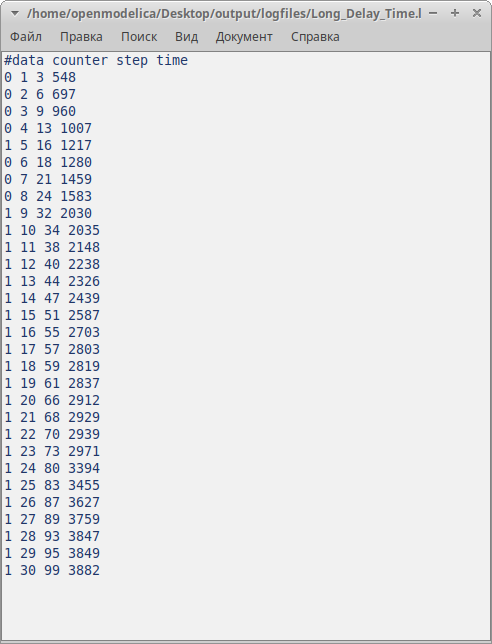 /home/openmodelica/Desktop/output/logfiles/Long_Delay_Time.l
Файл Правка Поиск Вид Документ Справка
#data counter step time
0 1 3 548
0 2 6 697
0 3 9 960
0 4 13 1007
1 5 16 1217
0 6 18 1280
0 7 21 1459
0 8 24 1583
1 9 32 2030
1 10 34 2035
1 11 38 2148
1 12 40 2238
1 13 44 2326
1 14 47 2439
1 15 51 2587
1 16 55 2703
1 17 57 2803
1 18 59 2819
1 19 61 2837
1 20 66 2912
1 21 68 2929
1 22 70 2939
1 23 73 2971
1 24 80 3394
1 25 83 3455
1 26 87 3627
1 27 89 3759
1 28 93 3847
1 29 95 3849
1 30 99 3882